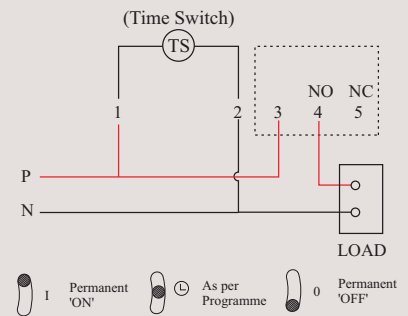 (Time Switch)
TS
NO NC
1 2 3 4 5
P
N
LOAD
I Permanent 'ON'
As per Programme
0 Permanent 'OFF'